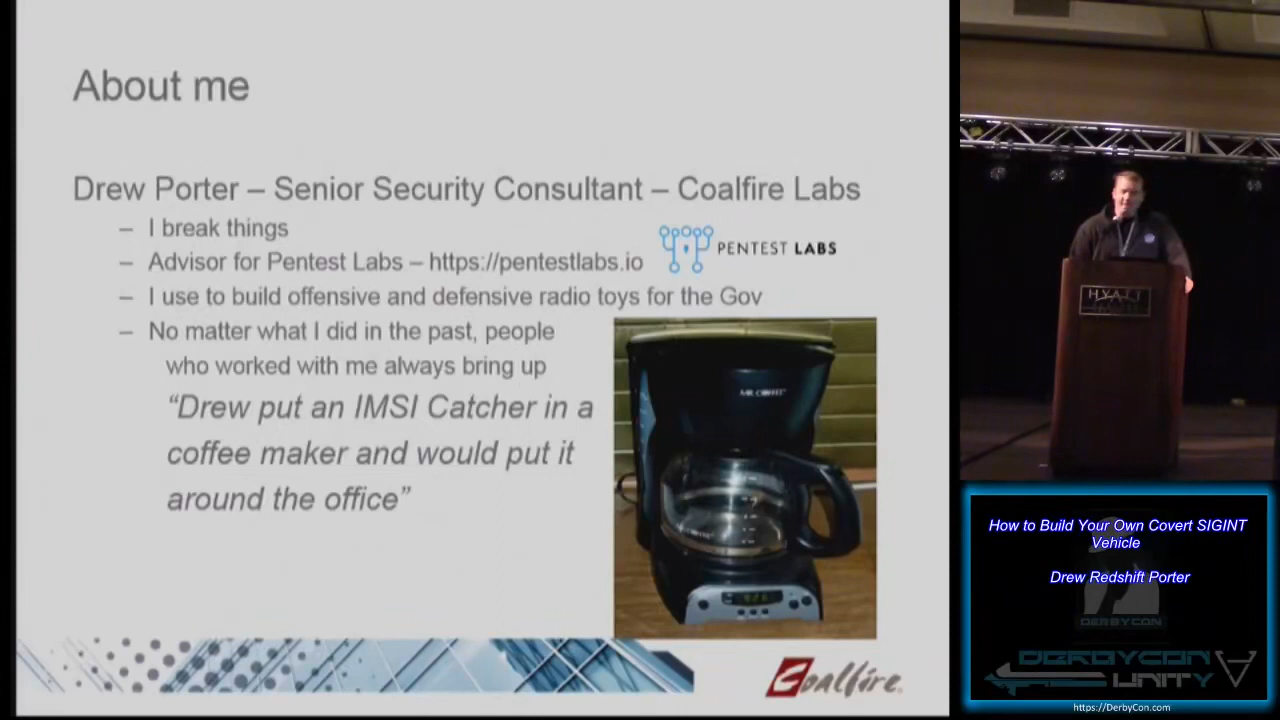 About me
Drew Porter – Senior Security Consultant – Coalfire Labs
– I break things
– Advisor for Pentest Labs – https://pentestlabs.io
PENTEST LABS
– I use to build offensive and defensive radio toys for the Gov
– No matter what I did in the past, people
who worked with me always bring up
“Drew put an IMSI Catcher in a
coffee maker and would put it
around the office”
MR. COFFEE
Coalfire
HYATT
How to Build Your Own Covert SIGINT
Vehicle
Drew Redshift Porter
DERBYCON
DERBYCON
UNITY
https://DerbyCon.com